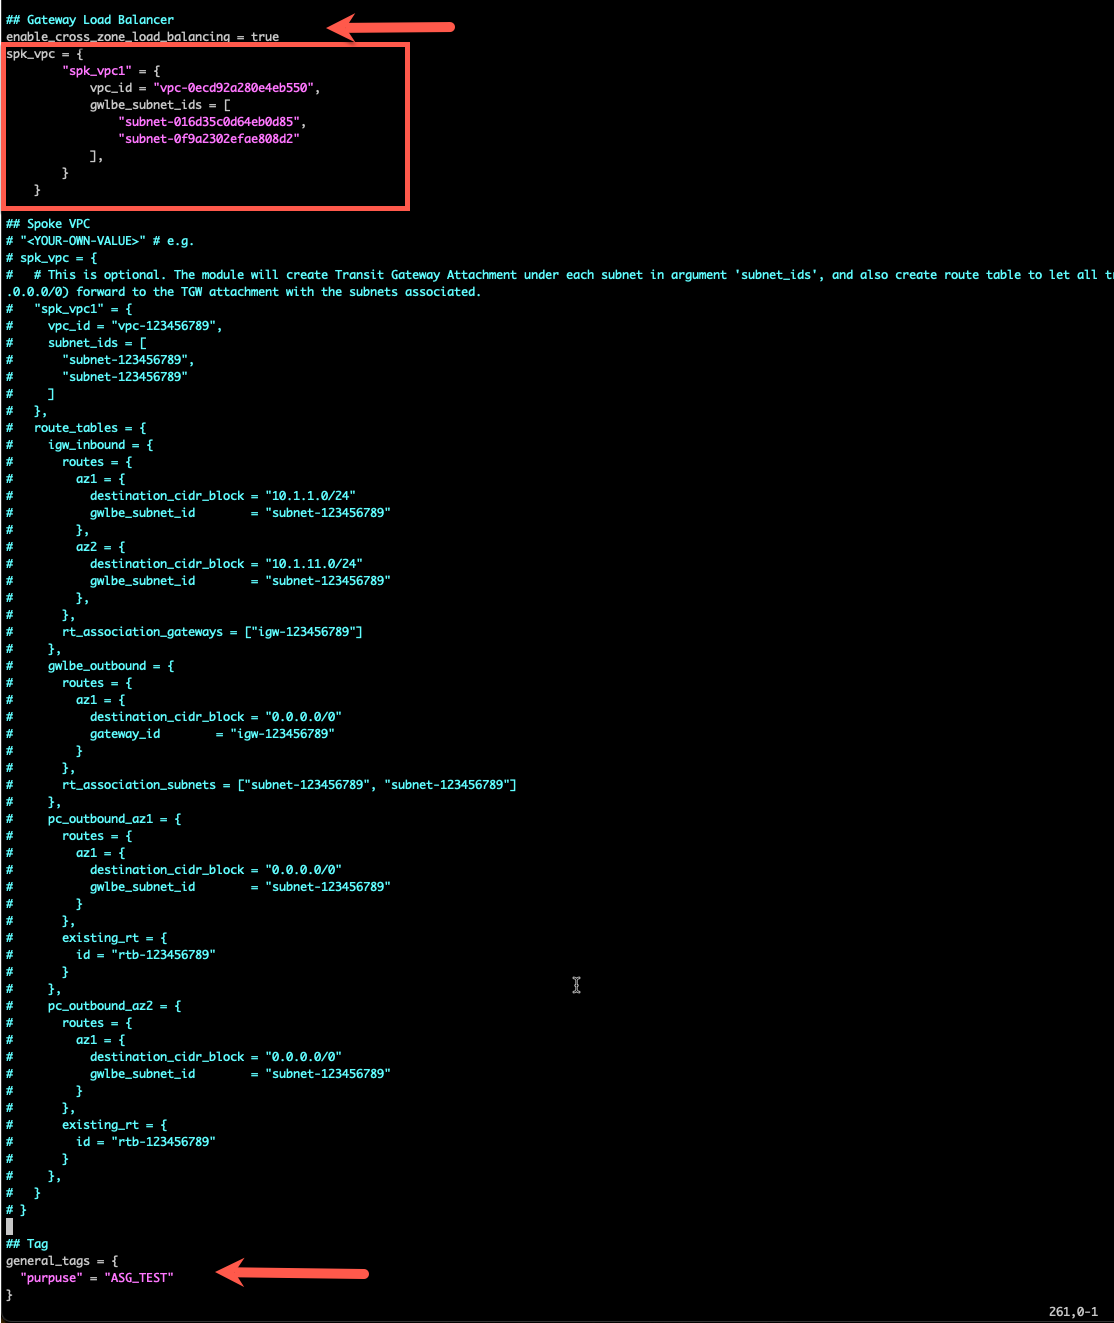 ## Gateway Load Balancer
enable_cross_zone_load_balancing = true
spk_vpc = {
"spk_vpc1" = {
vpc_id = "vpc-0ecd92a280e4eb550",
gwlbe_subnet_ids = [
"subnet-016d35c0d64eb0d85",
"subnet-0f9a2302efae808d2"
],
}
}
## Spoke VPC
# "<YOUR-OWN-VALUE>" # e.g.
# spk_vpc = {
#   # This is optional. The module will create Transit Gateway Attachment under each subnet in argument 'subnet_ids', and also create route table to let all
.0.0.0/0) forward to the TGW attachment with the subnets associated.
#   "spk_vpc1" = {
#     vpc_id = "vpc-123456789",
#     subnet_ids = [
#       "subnet-123456789",
#       "subnet-123456789"
#     ]
#   },
#   route_tables = {
#     igw_inbound = {
#       routes = {
#         az1 = {
#           destination_cidr_block = "10.1.1.0/24"
#           gwlbe_subnet_id        = "subnet-123456789"
#         },
#         az2 = {
#           destination_cidr_block = "10.1.11.0/24"
#           gwlbe_subnet_id        = "subnet-123456789"
#         },
#       },
#       rt_association_gateways = ["igw-123456789"]
#     },
#     gwlbe_outbound = {
#       routes = {
#         az1 = {
#           destination_cidr_block = "0.0.0.0/0"
#           gateway_id        = "igw-123456789"
#         }
#       },
#       rt_association_subnets = ["subnet-123456789", "subnet-123456789"]
#     },
#     pc_outbound_az1 = {
#       routes = {
#         az1 = {
#           destination_cidr_block = "0.0.0.0/0"
#           gwlbe_subnet_id        = "subnet-123456789"
#         }
#       },
#       existing_rt = {
#         id = "rtb-123456789"
#       }
#     },
#     pc_outbound_az2 = {
#       routes = {
#         az1 = {
#           destination_cidr_block = "0.0.0.0/0"
#           gwlbe_subnet_id        = "subnet-123456789"
#         }
#       },
#       existing_rt = {
#         id = "rtb-123456789"
#       }
#     },
#   }
# }
## Tag
general_tags = {
"purpuse" = "ASG_TEST"
}
261,0-1